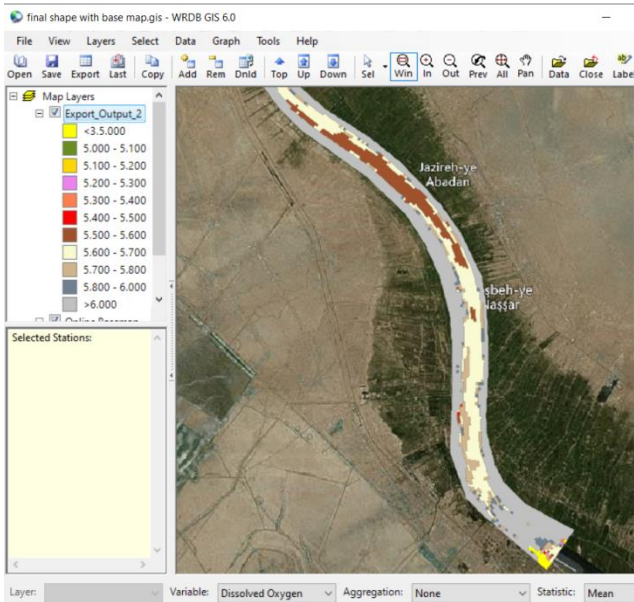 final shape with base map.gis - WRDB GIS 6.0
File View Layers Select Data Graph Tools Help
Open Save Export Last Copy Add Rem Dnld Top Up Down Sel Win In Out Prev All Pan Data Close Labe
Map Layers
Export_Output_2
<3.5.000
5.000 - 5.100
5.100 - 5.200
5.200 - 5.300
5.300 - 5.400
5.400 - 5.500
5.500 - 5.600
5.600 - 5.700
5.700 - 5.800
5.800 - 6.000
>6.000
Selected Stations:
Jazireh-ye
Abadan
şbeh-ye
Naşşar
Layer: Variable: Dissolved Oxygen Aggregation: None Statistic: Mean